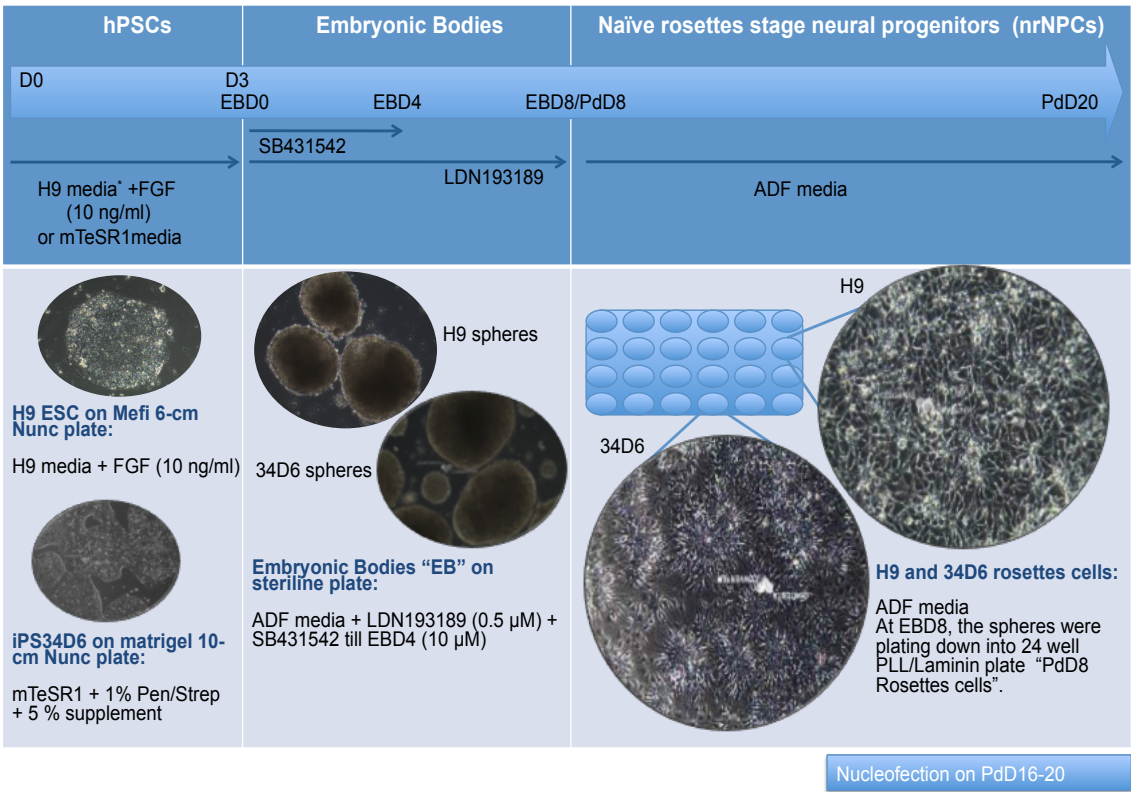 hPSCs
Embryonic Bodies
Naïve rosettes stage neural progenitors (nrNPCs)
D0
D3
EBD0
EBD4
EBD8/PdD8
PdD20
SB431542
LDN193189
H9 media* +FGF
(10 ng/ml)
or mTeSR1media
ADF media
H9 ESC on Mefi 6-cm
Nunc plate:
H9 media + FGF (10 ng/ml)
iPS34D6 on matrigel 10-
cm Nunc plate:
mTeSR1 + 1% Pen/Strep
+ 5 % supplement
H9 spheres
34D6 spheres
Embryonic Bodies “EB” on
steriline plate:
ADF media + LDN193189 (0.5 µM) +
SB431542 till EBD4 (10 µM)
H9
34D6
H9 and 34D6 rosettes cells:
ADF media
At EBD8, the spheres were
plating down into 24 well
PLL/Laminin plate “PdD8
Rosettes cells”.
Nucleofection on PdD16-20